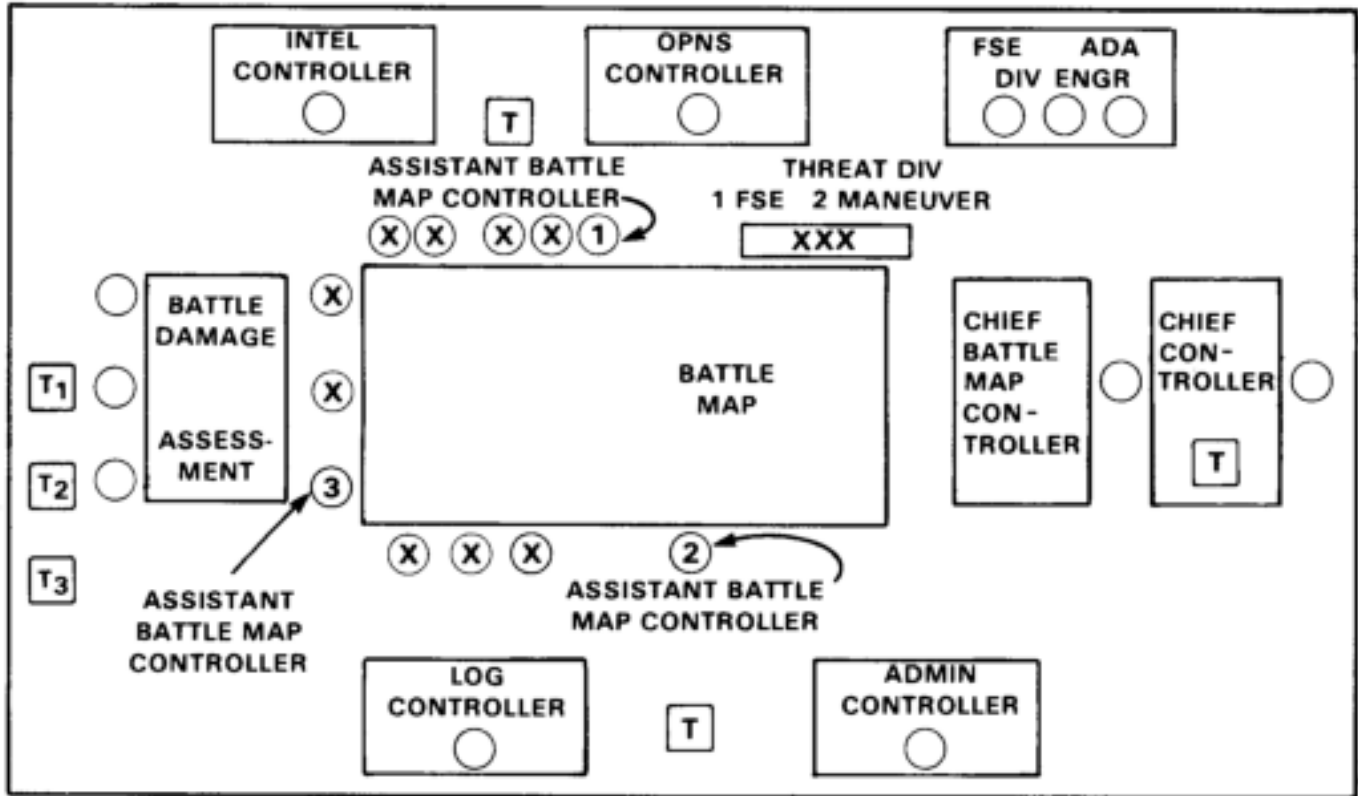 INTEL
CONTROLLER
OPNS
CONTROLLER
FSE ADA
DIV ENGR
T
ASSISTANT BATTLE
MAP CONTROLLER
THREAT DIV
1 FSE 2 MANEUVER
X X X X 1
XXX
BATTLE
DAMAGE
ASSESS-
MENT
T1
T2
T3
X
X
3
BATTLE
MAP
CHIEF
BATTLE
MAP
CON-
TROLLER
CHIEF
CON-
TROLLER
T
X X X 2
ASSISTANT
BATTLE MAP
CONTROLLER
ASSISTANT BATTLE
MAP CONTROLLER
LOG
CONTROLLER
T
ADMIN
CONTROLLER